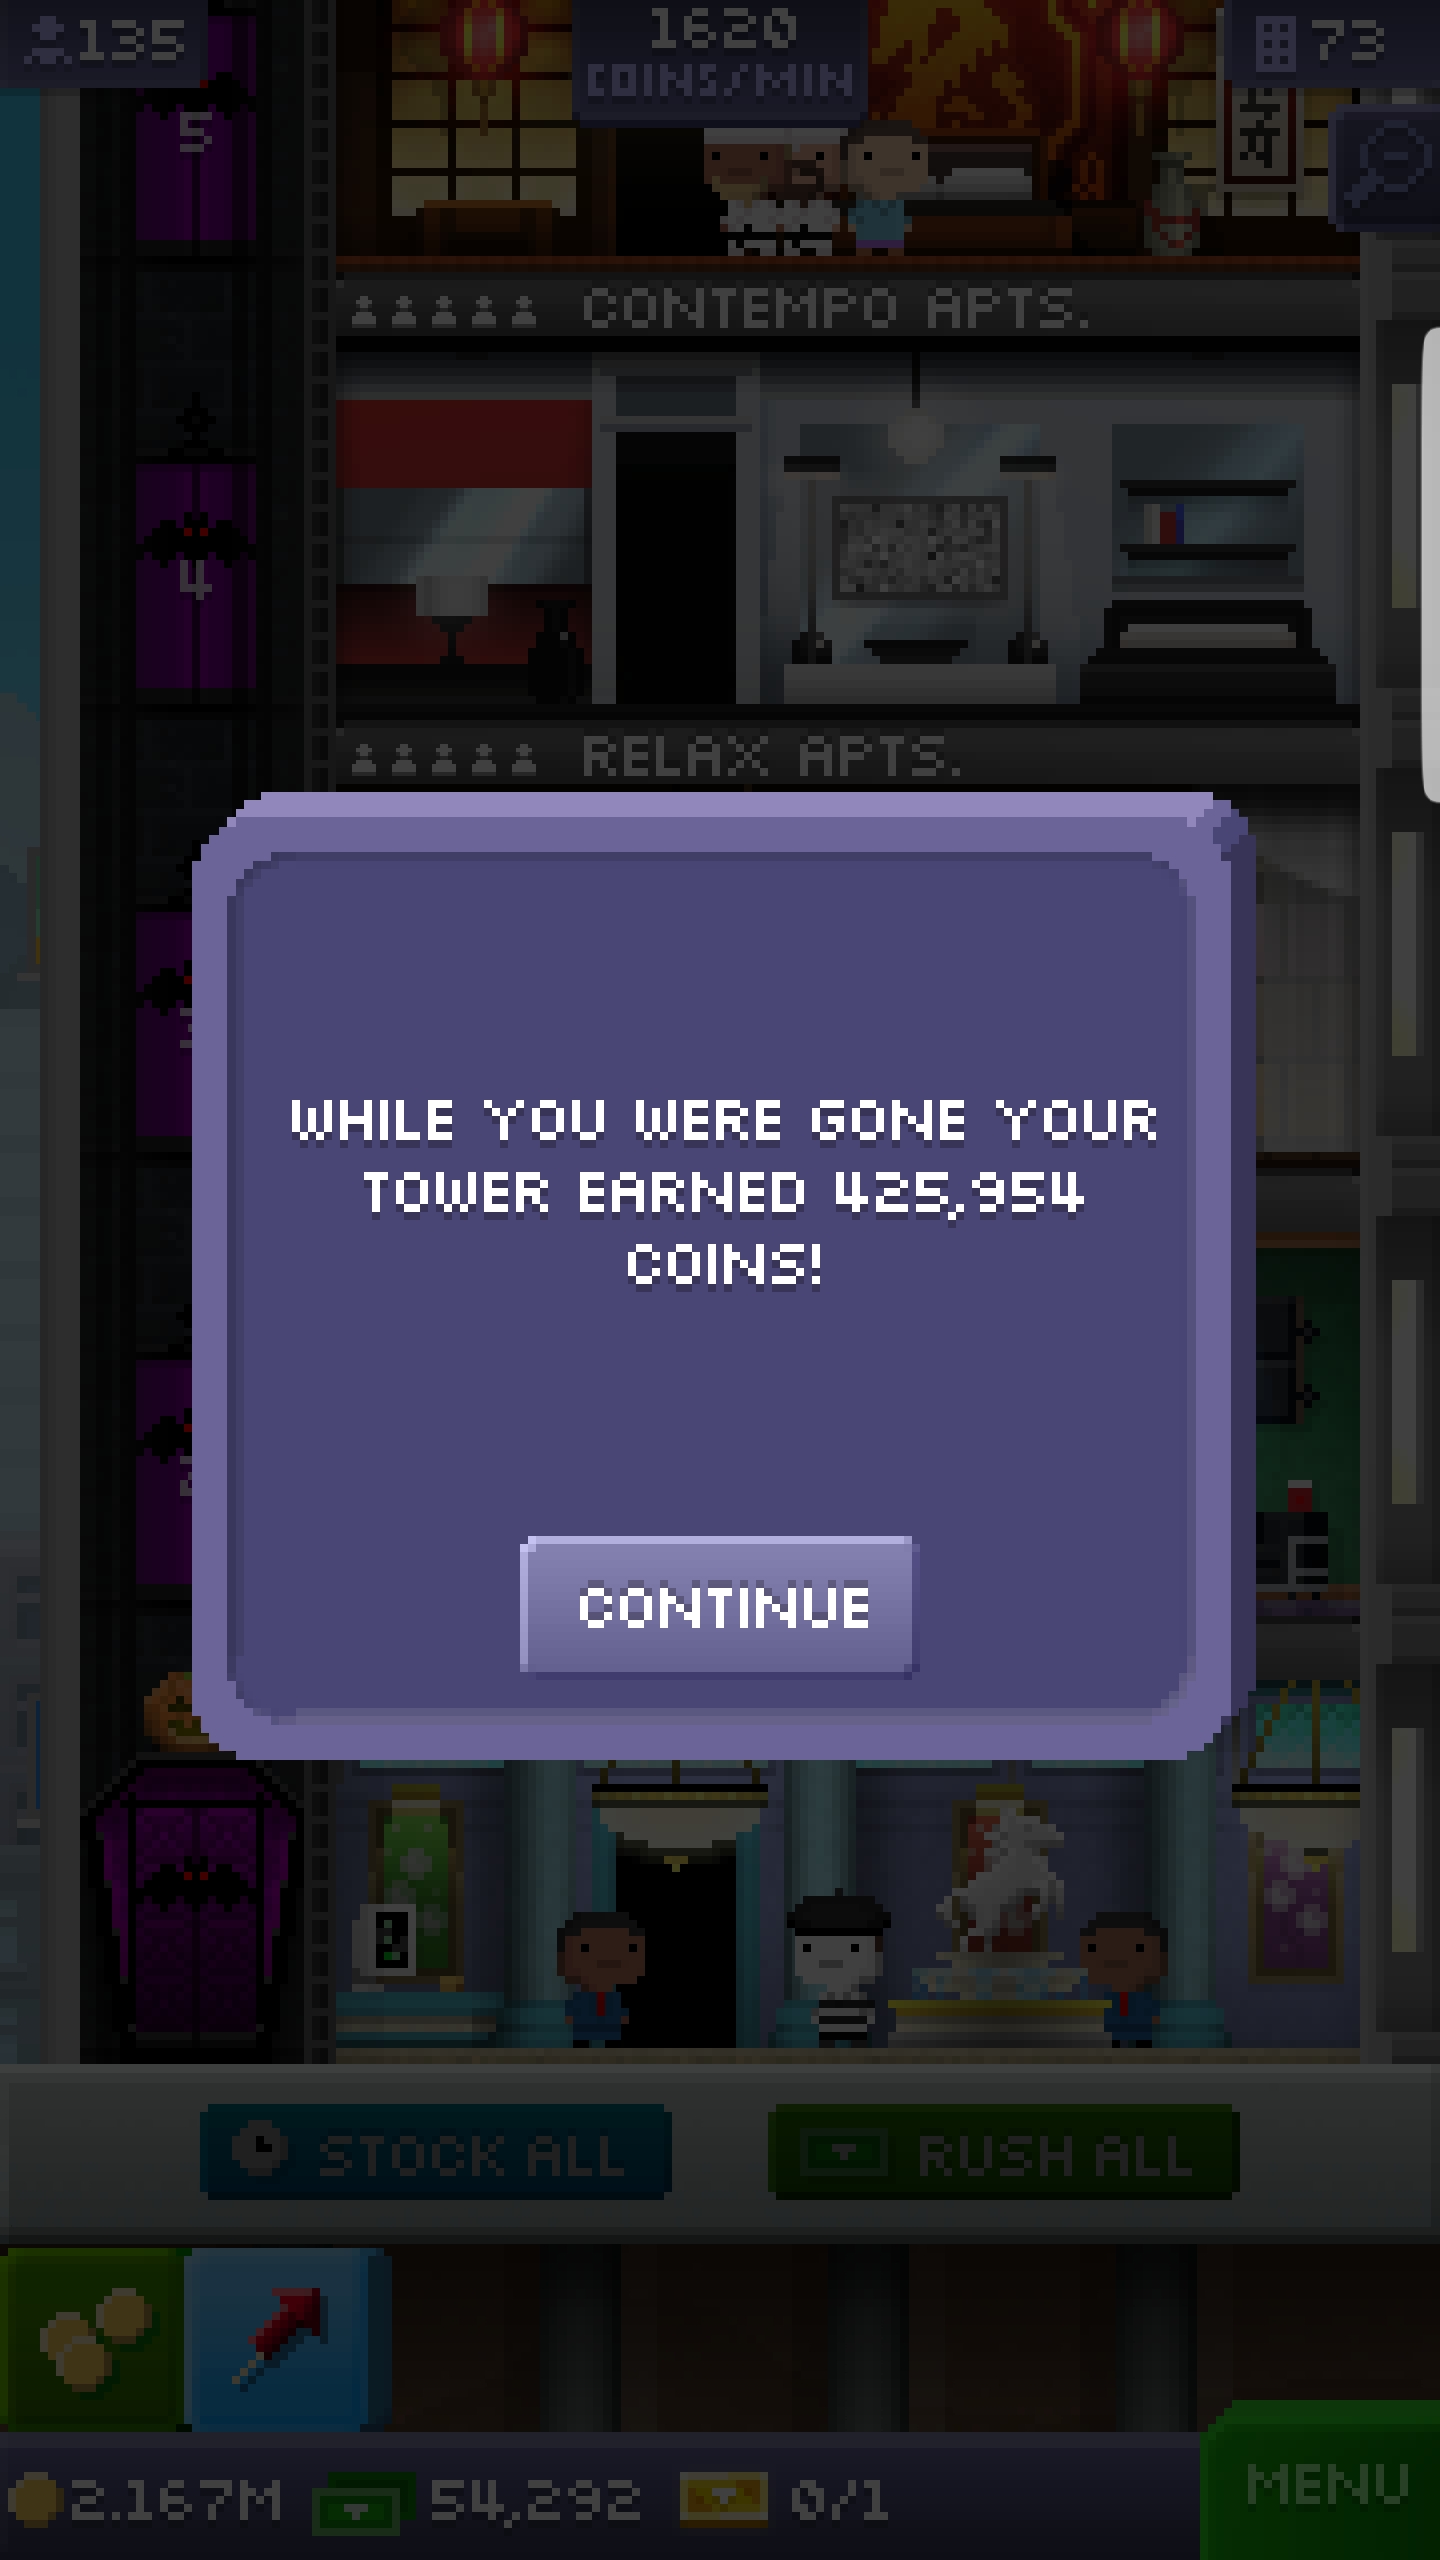 135
1620
COINS/MIN
73
5
CONTEMPO APTS.
4
RELAX APTS.
WHILE YOU WERE GONE YOUR
TOWER EARNED 425,954
COINS!
CONTINUE
STOCK ALL
RUSH ALL
2.167M
54,292
0/1
MENU